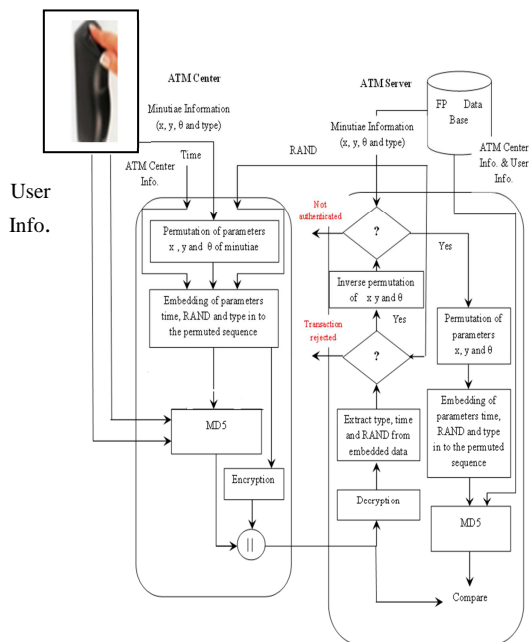 ATM Center
ATM Server
Minutiae Information
(x, y, θ and type)
Time
ATM Center
Info.
User
Info.
RAND
Minutiae Information
(x, y, θ and type)
FP Data
Base
ATM Center
Info. & User
Info.
Permutation of parameters
x , y and θ of minutiae
Embedding of parameters
time, RAND and type in to
the permuted sequence
MD5
Encryption
||
Not
authenticated
?
Yes
Inverse permutation
of x y and θ
Yes
Transaction
rejected
?
Extract type, time
and RAND from
embedded data
Decryption
Permutation of
parameters
x, y and θ
Embedding of
parameters time,
RAND and type
in to the permuted
sequence
MD5
Compare